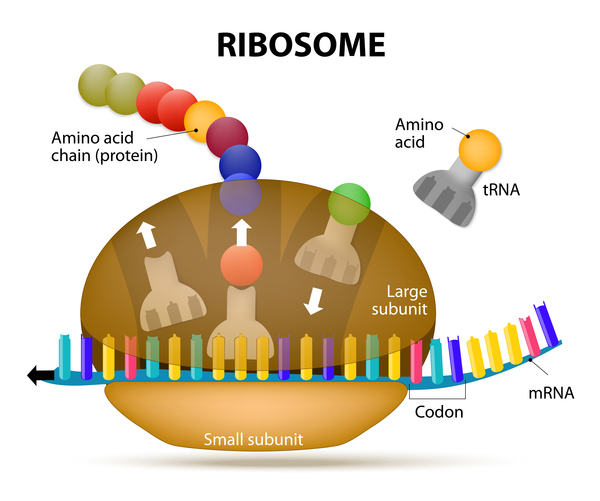 RIBOSOME
Amino acid
chain (protein)
Amino
acid
tRNA
Large
subunit
mRNA
Codon
Small subunit